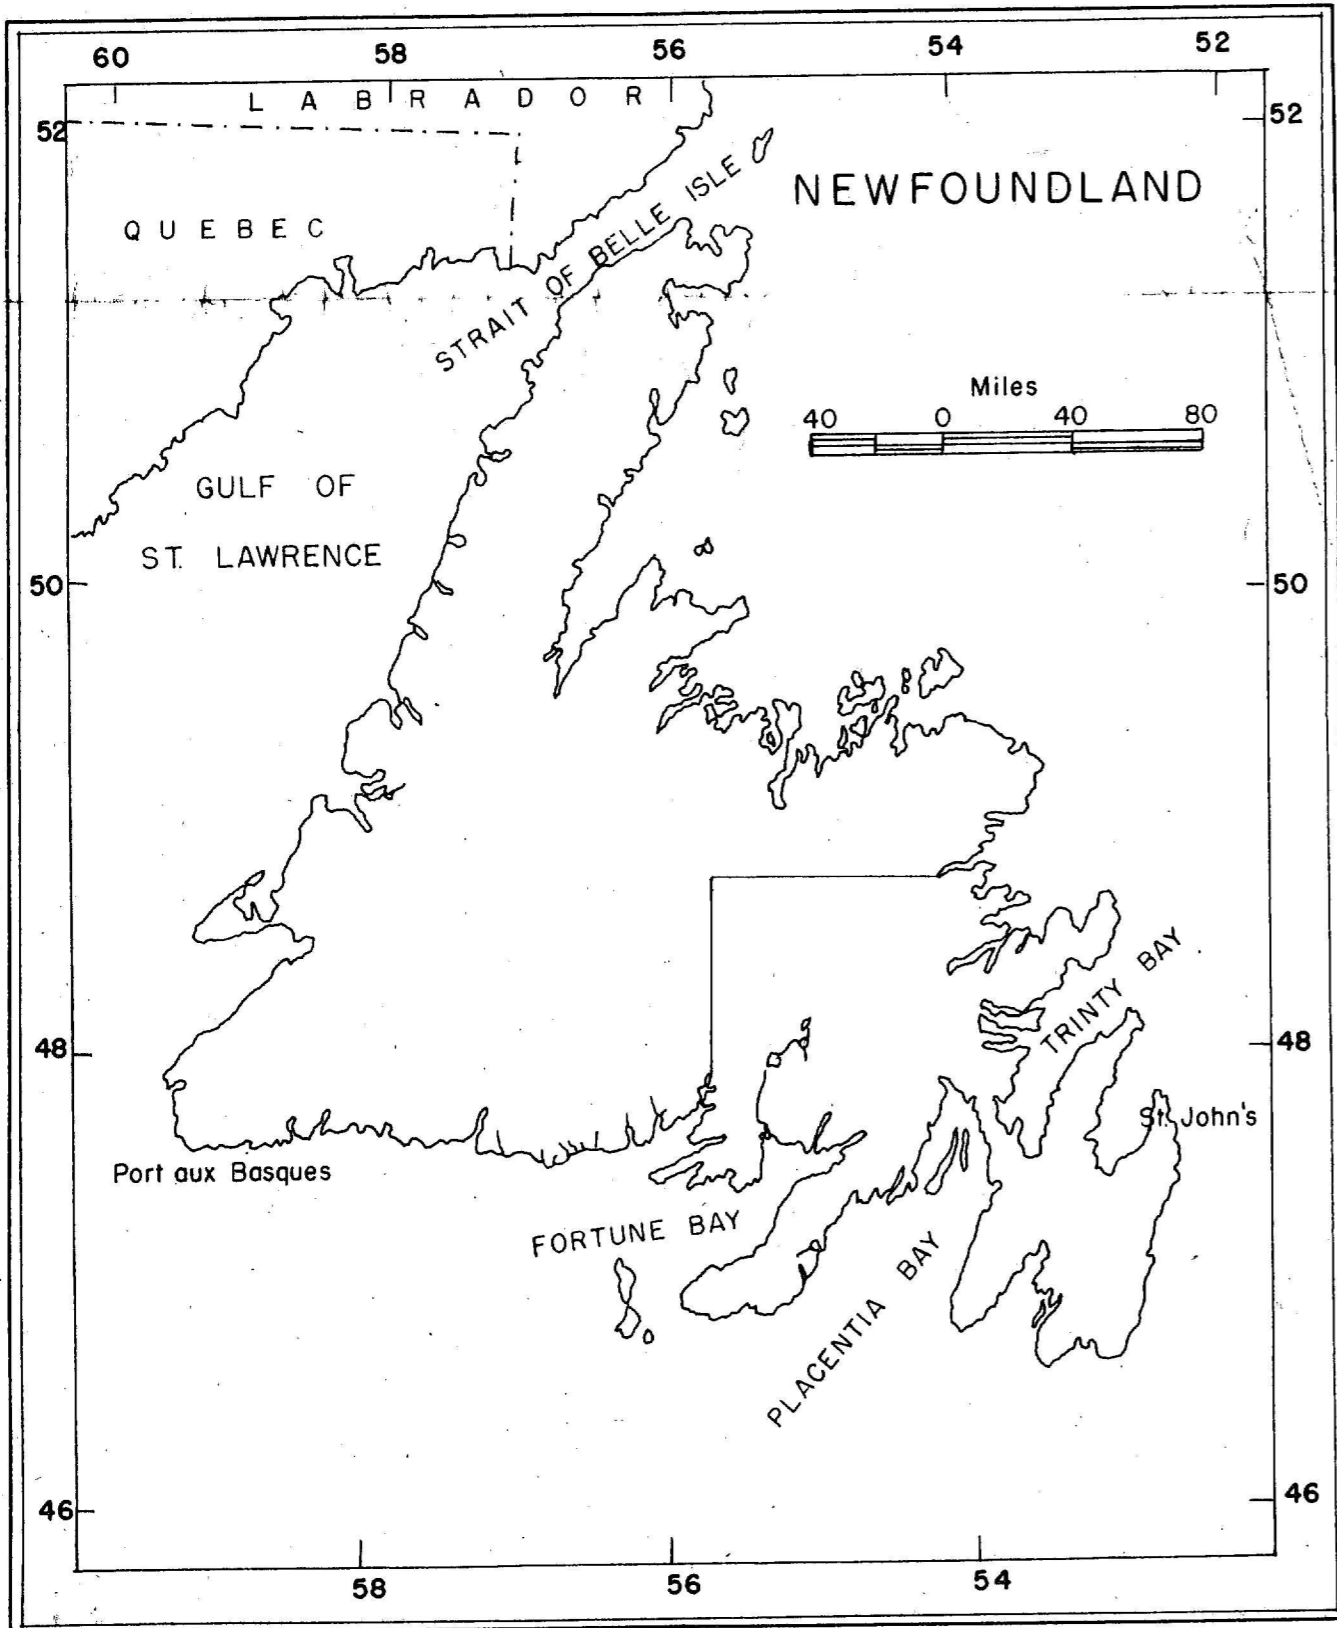 60 58 56 54 52
LABRADOR
52 52
NEWFOUNDLAND
QUEBEC
STRAIT OF BELLE ISLE
Miles
40 0 40 80
GULF OF
ST. LAWRENCE
50 50
TRINTY BAY
48 48
St. John's
Port aux Basques
FORTUNE BAY
PLACENTIA BAY
46 46
58 56 54